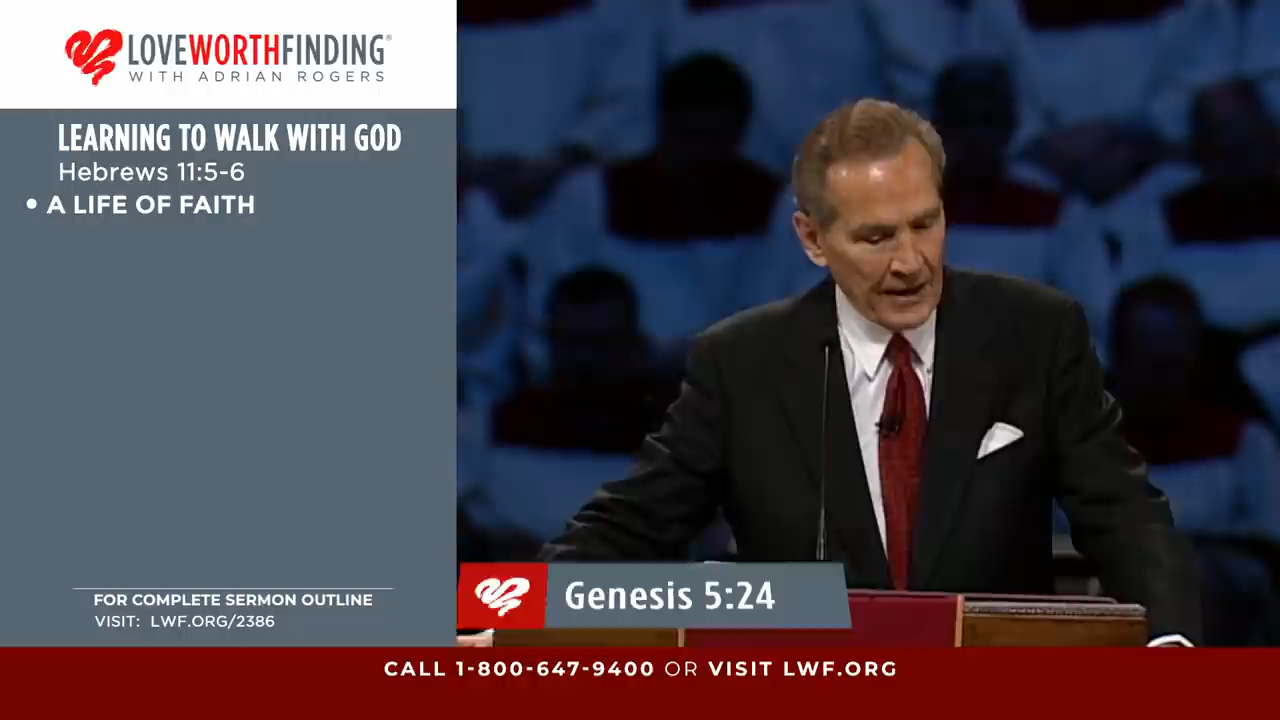 LOVEWORTHFINDING®
WITH ADRIAN ROGERS
LEARNING TO WALK WITH GOD
Hebrews 11:5-6
• A LIFE OF FAITH
FOR COMPLETE SERMON OUTLINE
VISIT: LWF.ORG/2386
Genesis 5:24
CALL 1-800-647-9400 OR VISIT LWF.ORG